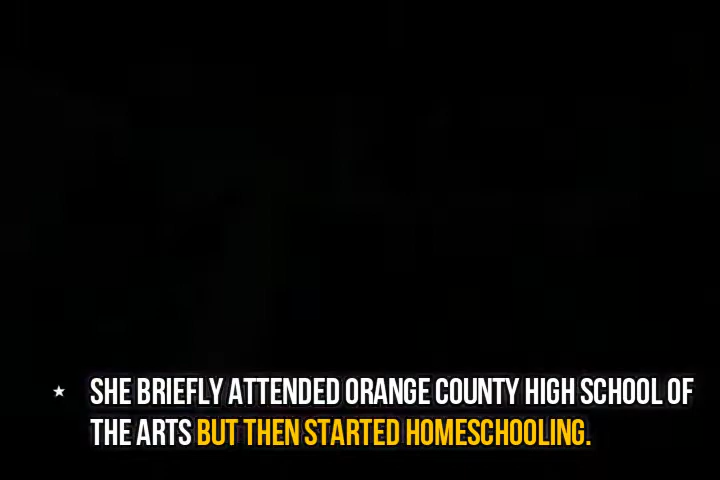 ★ SHE BRIEFLY ATTENDED ORANGE COUNTY HIGH SCHOOL OF
THE ARTS BUT THEN STARTED HOMESCHOOLING.